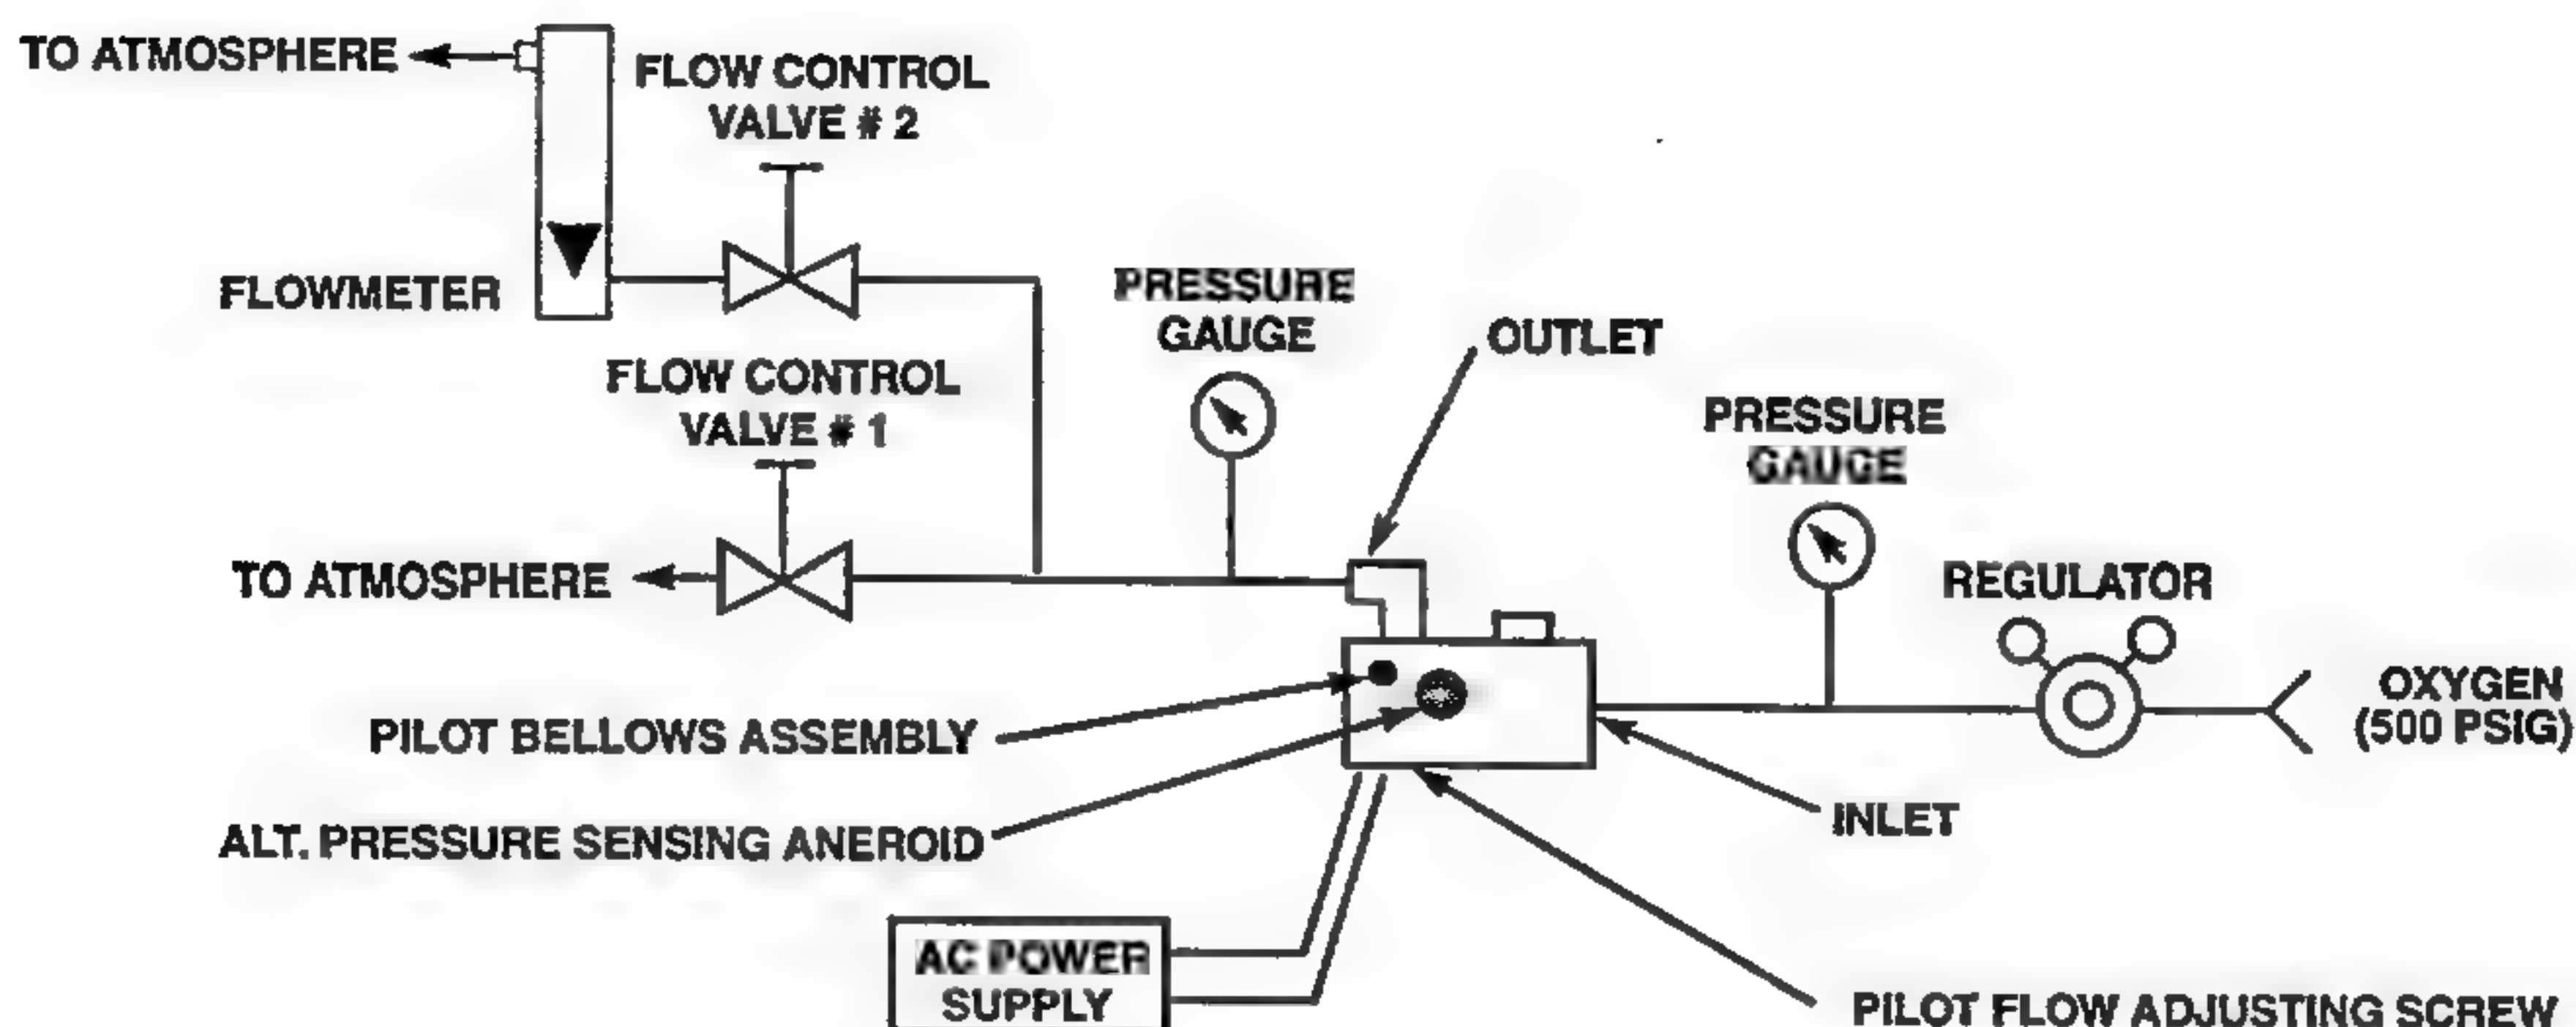 TO ATMOSPHERE
FLOW CONTROL
VALVE # 2
FLOWMETER
PRESSURE
GAUGE
OUTLET
FLOW CONTROL
VALVE # 1
PRESSURE
GAUGE
TO ATMOSPHERE
REGULATOR
OXYGEN
(500 PSIG)
PILOT BELLOWS ASSEMBLY
INLET
ALT. PRESSURE SENSING ANEROID
AC POWER
SUPPLY
PILOT FLOW ADJUSTING SCREW